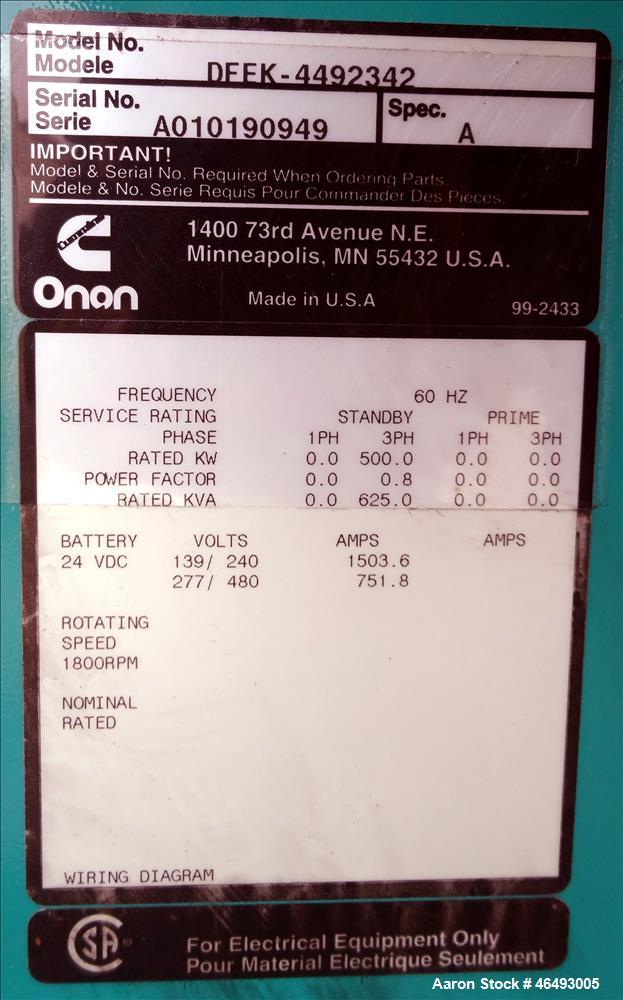 Model No.
Modele DFEK-4492342
Serial No.
Serie A010190949
Spec.
A
IMPORTANT!
Model & Serial No. Required When Ordering Parts.
Modele & No. Serie Requis Pour Commander Des Pieces.
Cummins
Onan
1400 73rd Avenue N.E.
Minneapolis, MN 55432 U.S.A.
Made in U.S.A
99-2433
FREQUENCY 60 HZ
SERVICE RATING STANDBY PRIME
PHASE 1PH 3PH 1PH 3PH
RATED KW 0.0 500.0 0.0 0.0
POWER FACTOR 0.0 0.8 0.0 0.0
RATED KVA 0.0 625.0 0.0 0.0
BATTERY VOLTS AMPS AMPS
24 VDC 139/ 240 1503.6
277/ 480 751.8
ROTATING
SPEED
1800RPM
NOMINAL
RATED
WIRING DIAGRAM
CSA ®
For Electrical Equipment Only
Pour Material Electrique Seulement
Aaron Stock # 46493005